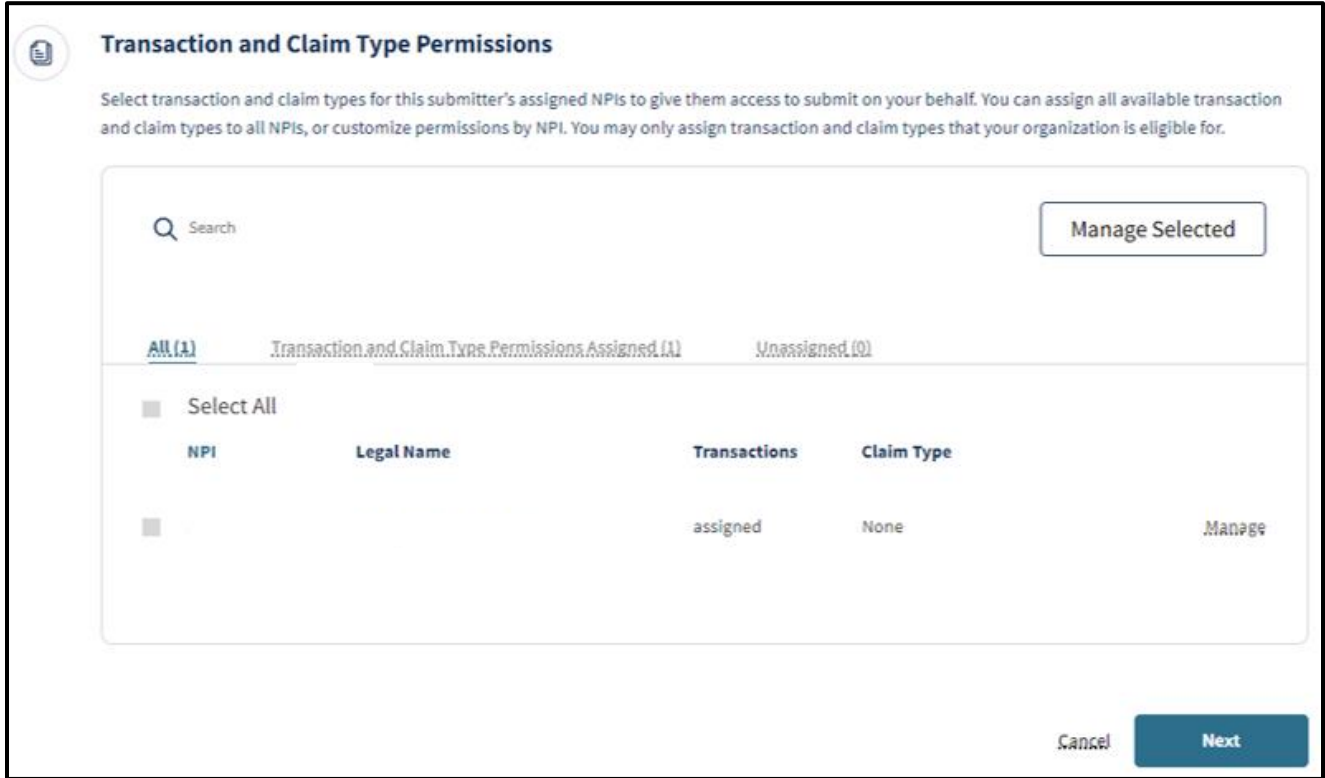 Transaction and Claim Type Permissions
Select transaction and claim types for this submitter's assigned NPIs to give them access to submit on your behalf. You can assign all available transaction
and claim types to all NPIs, or customize permissions by NPI. You may only assign transaction and claim types that your organization is eligible for.
Search
Manage Selected
All (1) Transaction and Claim Type Permissions Assigned (1) Unassigned (0)
Select All
NPI Legal Name Transactions Claim Type
assigned None Manage
Cancel Next